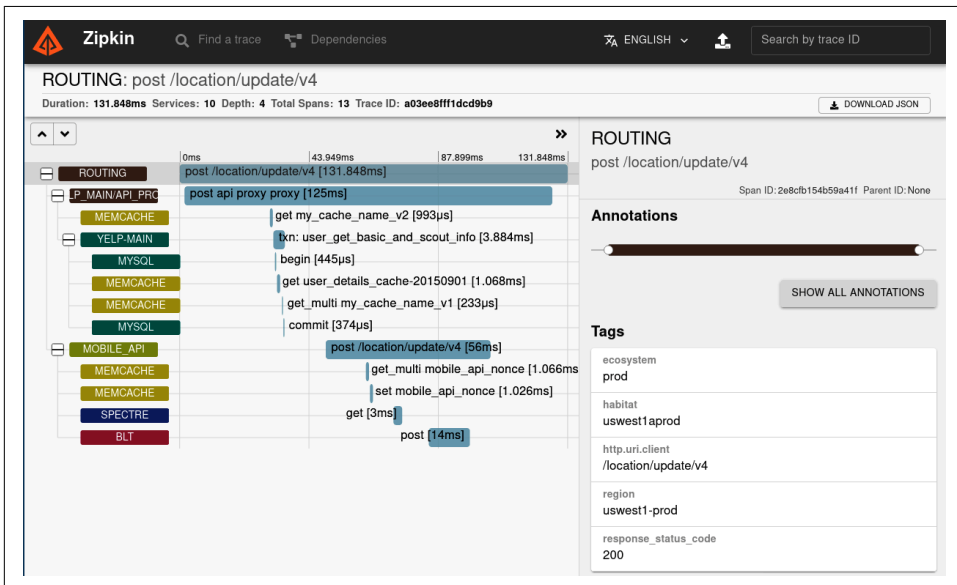 Zipkin Find a trace Dependencies ENGLISH Search by trace ID
ROUTING: post /location/update/v4
Duration: 131.848ms Services: 10 Depth: 4 Total Spans: 13 Trace ID: a03ee8fff1dcd9b9 DOWNLOAD JSON
0ms 43.949ms 87.899ms 131.848ms
ROUTING post /location/update/v4 [131.848ms]
LP_MAIN/API_PRO post api proxy proxy [125ms]
MEMCACHE get my_cache_name_v2 [993µs]
YELP-MAIN txn: user_get_basic_and_scout_info [3.884ms]
MYSQL begin [445µs]
MEMCACHE get user_details_cache-20150901 [1.068ms]
MEMCACHE get_multi my_cache_name_v1 [233µs]
MYSQL commit [374µs]
MOBILE_API post /location/update/v4 [56ms]
MEMCACHE get_multi mobile_api_nonce [1.066ms
MEMCACHE set mobile_api_nonce [1.026ms]
SPECTRE get [3ms]
BLT post [14ms]
ROUTING
post /location/update/v4
Span ID: 2e8cfb154b59a41f Parent ID: None
Annotations
SHOW ALL ANNOTATIONS
Tags
ecosystem
prod
habitat
uswest1aprod
http.uri.client
/location/update/v4
region
uswest1-prod
response_status_code
200